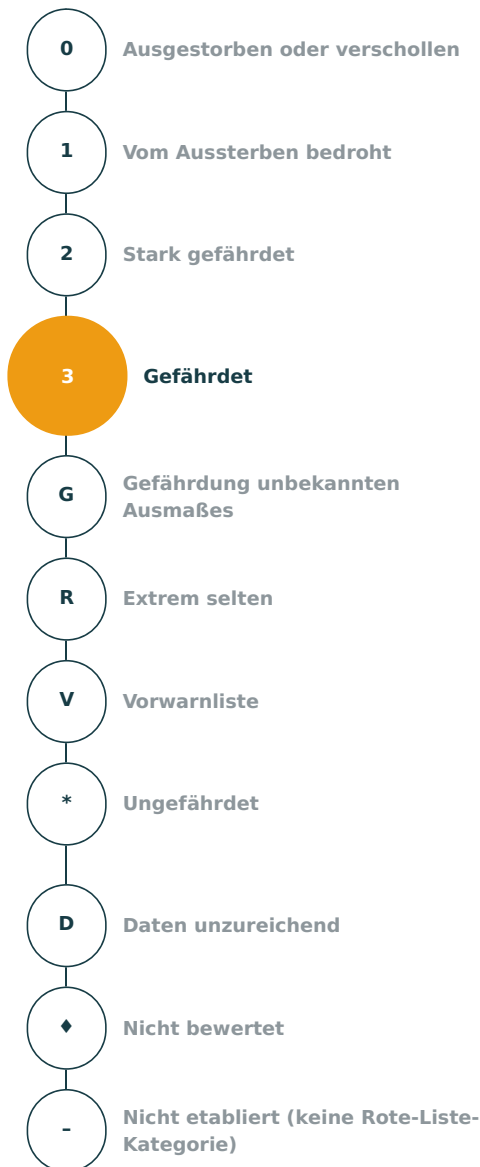 0 Ausgestorben oder verschollen
1 Vom Aussterben bedroht
2 Stark gefährdet
3 Gefährdet
G Gefährdung unbekannten
Ausmaßes
R Extrem selten
V Vorwarnliste
* Ungefährdet
D Daten unzureichend
♦ Nicht bewertet
– Nicht etabliert (keine Rote-Liste-
Kategorie)